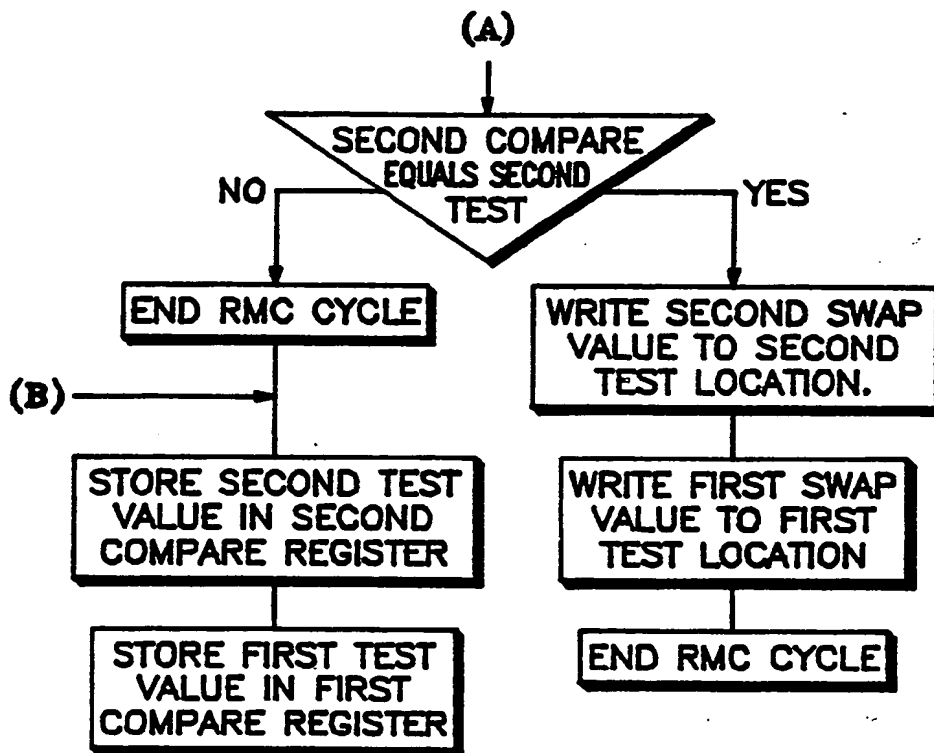 (A)
SECOND COMPARE
EQUALS SECOND
TEST
NO
YES
END RMC CYCLE
WRITE SECOND SWAP
VALUE TO SECOND
TEST LOCATION.
(B)
STORE SECOND TEST
VALUE IN SECOND
COMPARE REGISTER
WRITE FIRST SWAP
VALUE TO FIRST
TEST LOCATION
STORE FIRST TEST
VALUE IN FIRST
COMPARE REGISTER
END RMC CYCLE